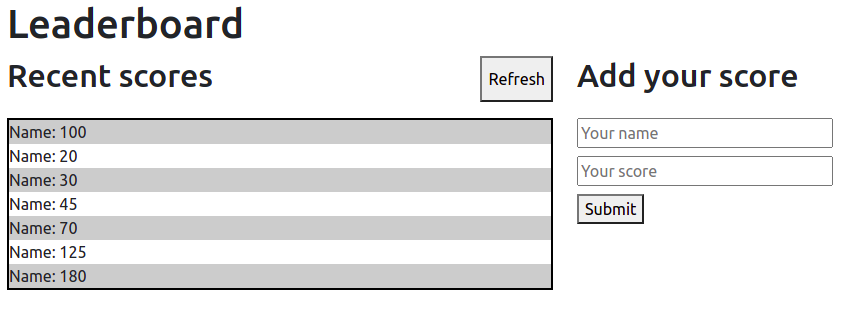 Leaderboard
Recent scores
Refresh
Name: 100
Name: 20
Name: 30
Name: 45
Name: 70
Name: 125
Name: 180
Add your score
Your name
Your score
Submit